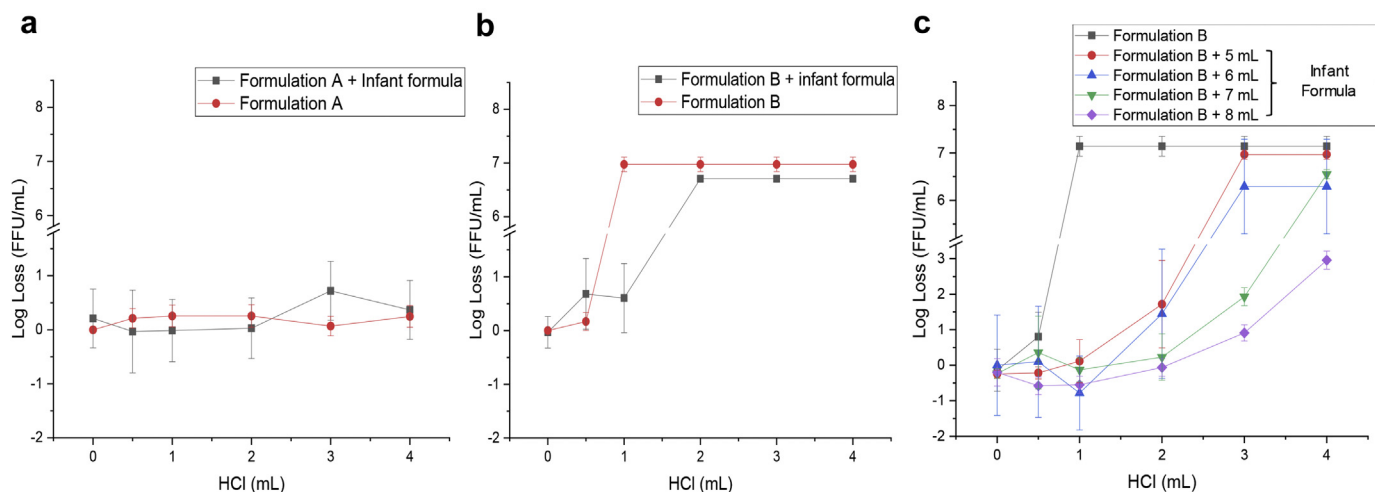 a
Formulation A + Infant formula
Formulation A
8
7
6
1
0
-1
-2
Log Loss (FFU/mL)
0 1 2 3 4
HCl (mL)
b
Formulation B + infant formula
Formulation B
8
7
6
1
0
-1
-2
Log Loss (FFU/mL)
0 1 2 3 4
HCl (mL)
c
Formulation B
Formulation B + 5 mL
Formulation B + 6 mL
Formulation B + 7 mL
Formulation B + 8 mL
Infant
Formula
8
7
6
3
2
1
0
-1
-2
Log Loss (FFU/mL)
0 1 2 3 4
HCl (mL)